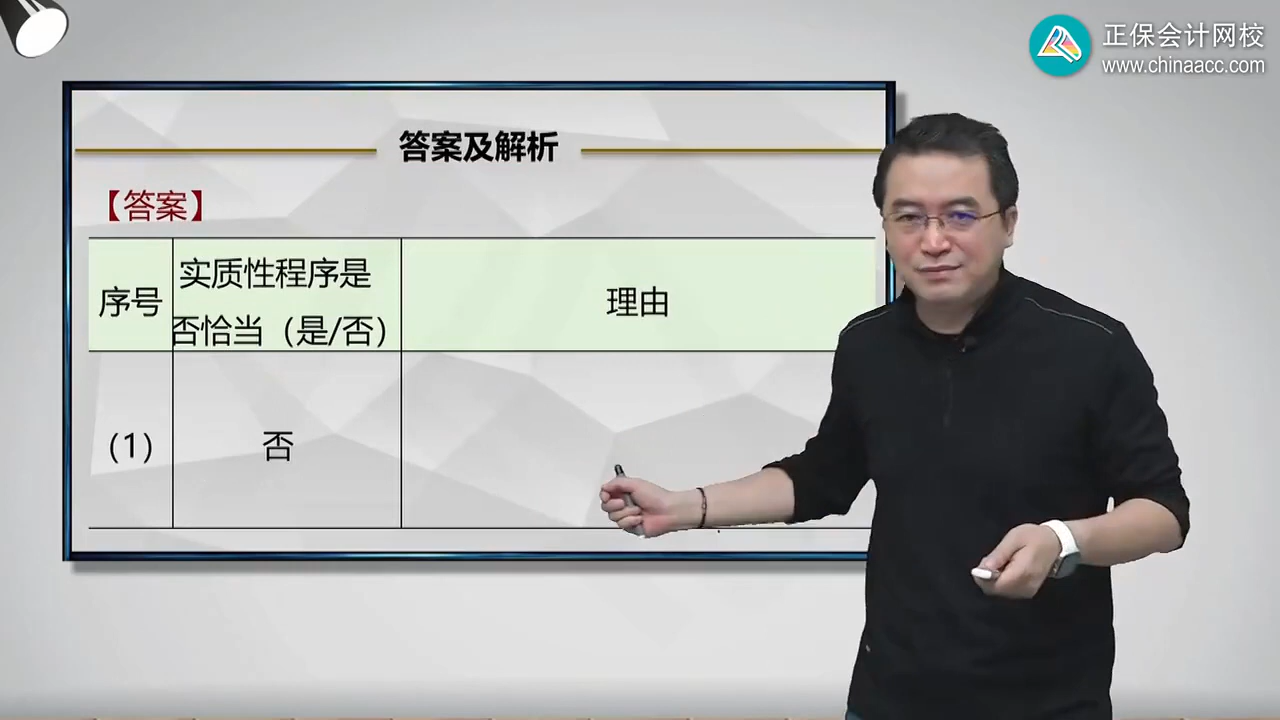 正保会计网校
www.chinaacc.com
答案及解析
【答案】
序号
实质性程序是
否恰当（是/否）
理由
（1）
否